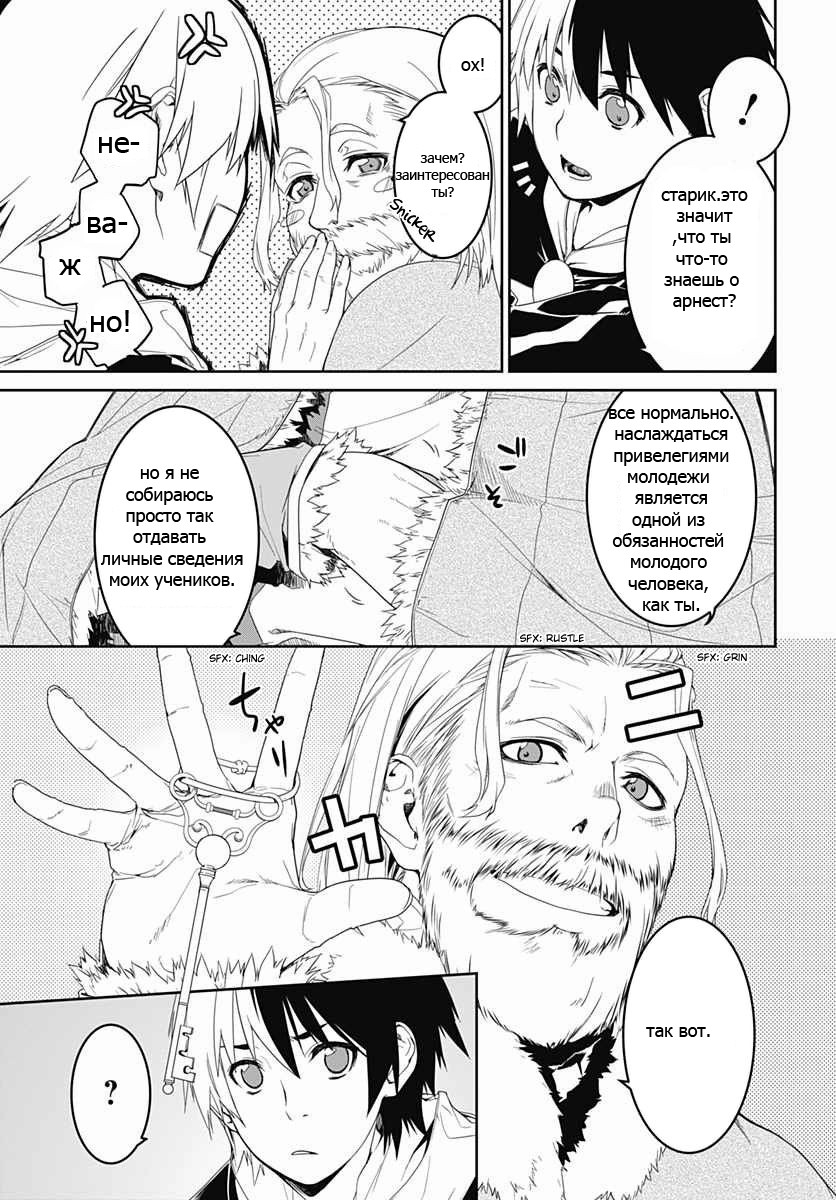 !
старик.это
значит
,что ты
что-то
знаешь о
арнест?
ох!
зачем?
заинтересован
ты?
Snicker
не-
ва-
ж
но!
все нормально.
наслаждаться
привелегиями
молодежи
является
одной из
обязанностей
молодого
человека,
как ты.
но я не
собираюсь
просто так
отдавать
личные сведения
моих учеников.
SFX: RUSTLE
SFX: CHING
SFX: GRIN
ちゃり
ニヤ
так вот.
?